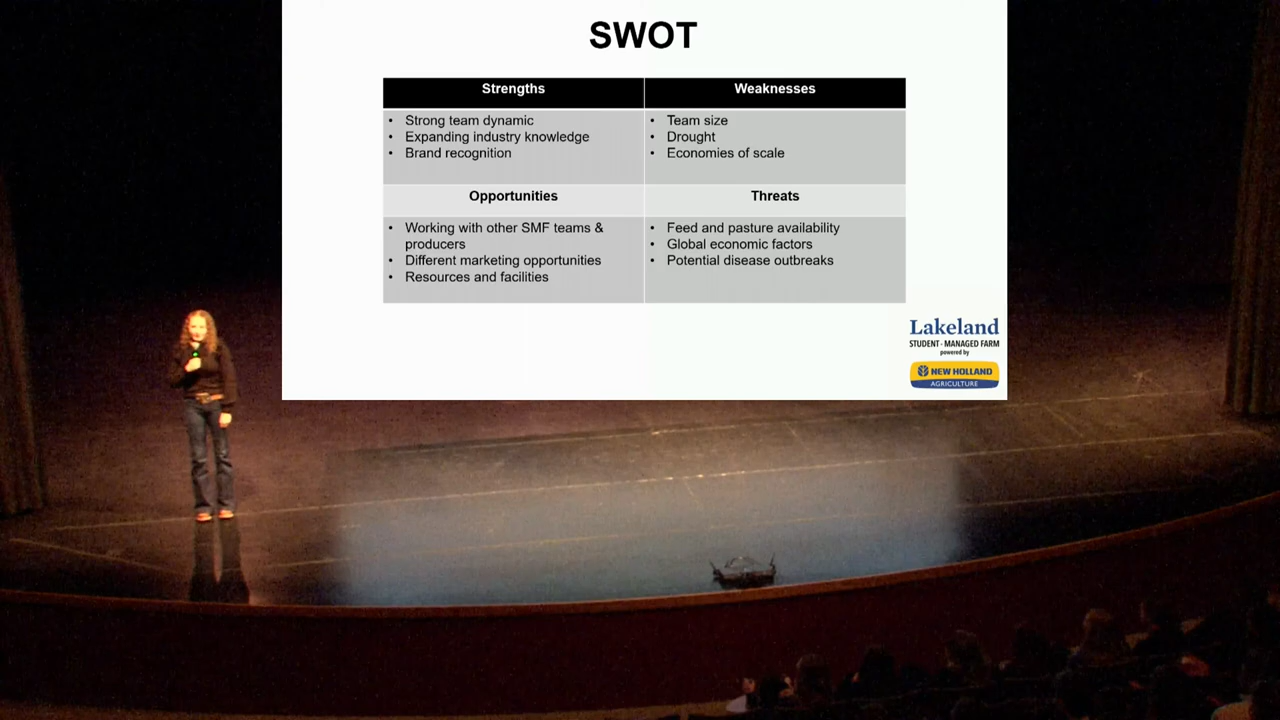 SWOT
Strengths
Weaknesses
• Strong team dynamic
• Expanding industry knowledge
• Brand recognition
• Team size
• Drought
• Economies of scale
Opportunities
Threats
• Working with other SMF teams &
producers
• Different marketing opportunities
• Resources and facilities
• Feed and pasture availability
• Global economic factors
• Potential disease outbreaks
Lakeland
STUDENT-MANAGED FARM
powered by
NEW HOLLAND
AGRICULTURE